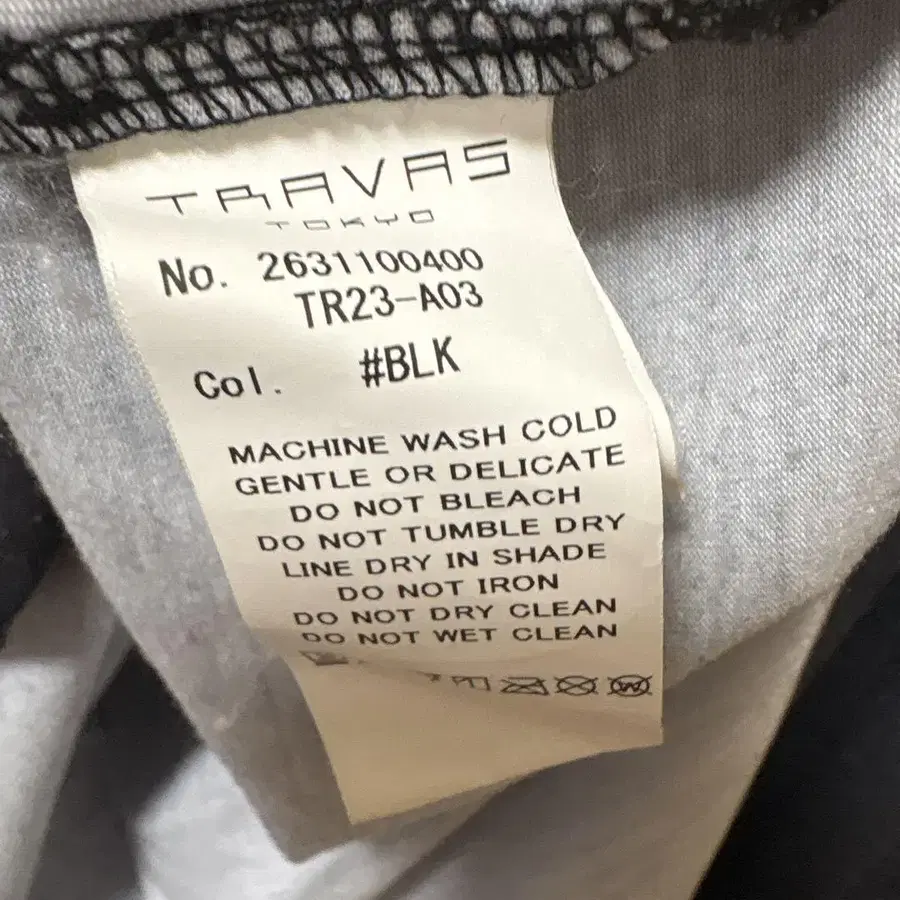 TRAVAS
TOKYO
No. 2631100400
TR23-A03
Col. #BLK
MACHINE WASH COLD
GENTLE OR DELICATE
DO NOT BLEACH
DO NOT TUMBLE DRY
LINE DRY IN SHADE
DO NOT IRON
DO NOT DRY CLEAN
DO NOT WET CLEAN
W